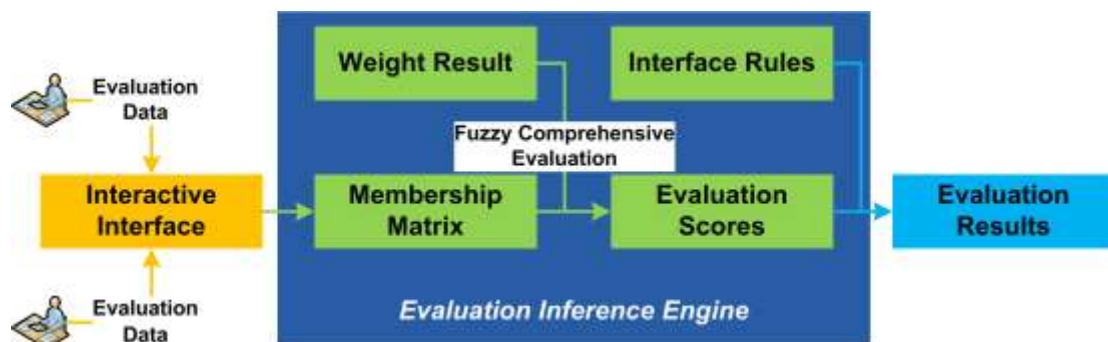 Weight Result
Interface Rules
Evaluation
Data
Fuzzy Comprehensive
Evaluation
Interactive
Interface
Membership
Matrix
Evaluation
Scores
Evaluation
Results
Evaluation
Data
Evaluation Inference Engine